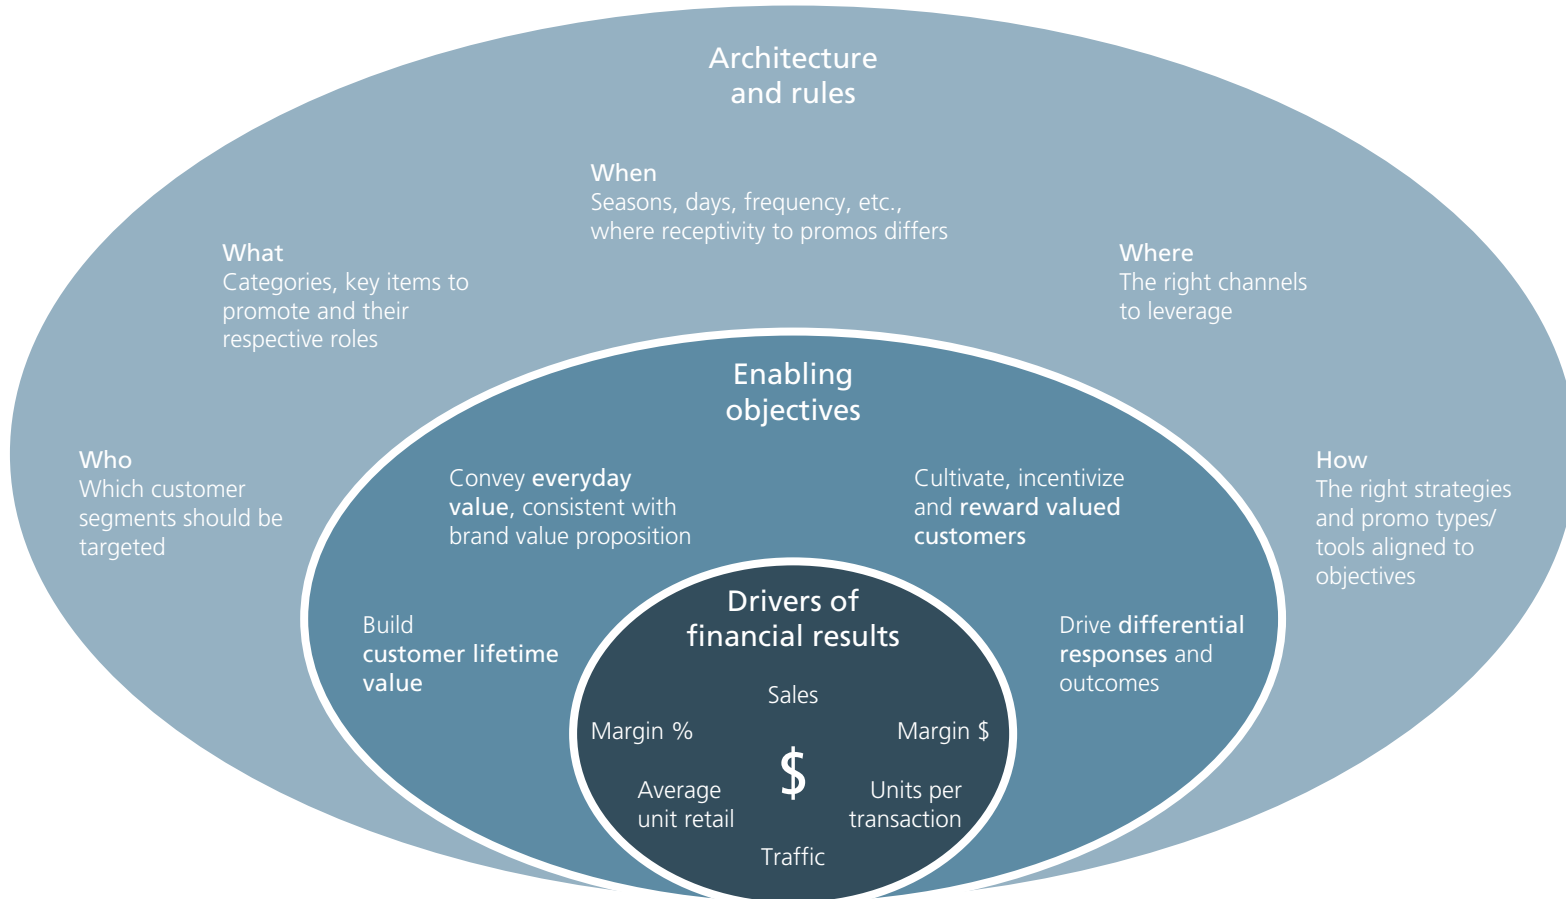 Architecture
and rules
When
Seasons, days, frequency, etc.,
where receptivity to promos differs
What
Categories, key items to
promote and their
respective roles
Where
The right channels
to leverage
Who
Which customer
segments should be
targeted
How
The right strategies
and promo types/
tools aligned to
objectives
Enabling
objectives
Convey everyday
value, consistent with
brand value proposition
Cultivate, incentivize
and reward valued
customers
Build
customer lifetime
value
Drive differential
responses and
outcomes
Drivers of
financial results
Sales
Margin %
Margin $
$
Average
unit retail
Units per
transaction
Traffic